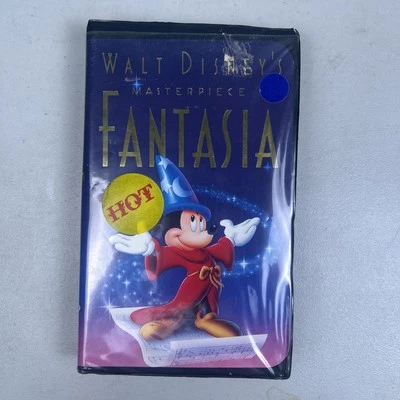 WALT DISNEY'S
MASTERPIECE
FANTASIA
HOT